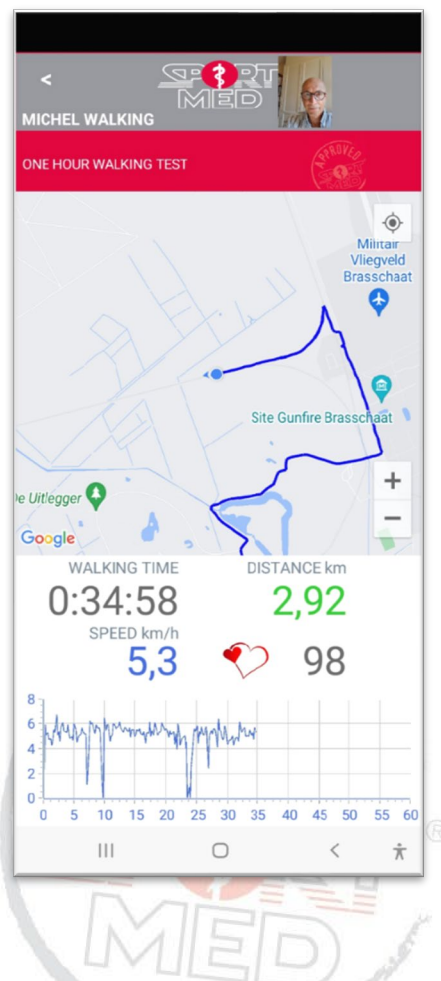 <
SPORT
MED
MICHEL WALKING
ONE HOUR WALKING TEST
APPROVED
Militair
Vliegveld
Brasschaat
Site Gunfire Brasschaat
De Uitlegger
+
−
Google
WALKING TIME
DISTANCE km
0:34:58
2,92
SPEED km/h
5,3
98
8
6
4
2
0
0 5 10 15 20 25 30 35 40 45 50 55 60
®
MED